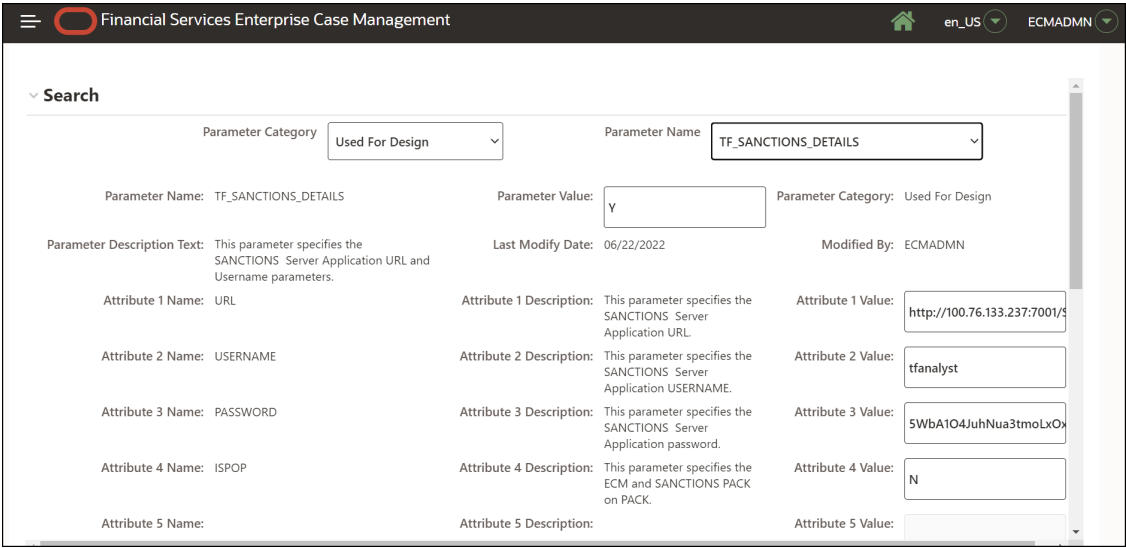 Financial Services Enterprise Case Management
en_US
ECMADMN
Search
Parameter Category
Used For Design
Parameter Name
TF_SANCTIONS_DETAILS
Parameter Name: TF_SANCTIONS_DETAILS
Parameter Value:
Y
Parameter Category: Used For Design
Parameter Description Text: This parameter specifies the
SANCTIONS Server Application URL and
Username parameters.
Last Modify Date: 06/22/2022
Modified By: ECMADMN
Attribute 1 Name: URL
Attribute 1 Description: This parameter specifies the
SANCTIONS Server
Application URL.
Attribute 1 Value:
http://100.76.133.237:7001/S
Attribute 2 Name: USERNAME
Attribute 2 Description: This parameter specifies the
SANCTIONS Server
Application USERNAME.
Attribute 2 Value:
tfanalyst
Attribute 3 Name: PASSWORD
Attribute 3 Description: This parameter specifies the
SANCTIONS Server
Application password.
Attribute 3 Value:
5WbA1O4JuhNua3tmoLxOx
Attribute 4 Name: ISPOP
Attribute 4 Description: This parameter specifies the
ECM and SANCTIONS PACK
on PACK.
Attribute 4 Value:
N
Attribute 5 Name:
Attribute 5 Description:
Attribute 5 Value: